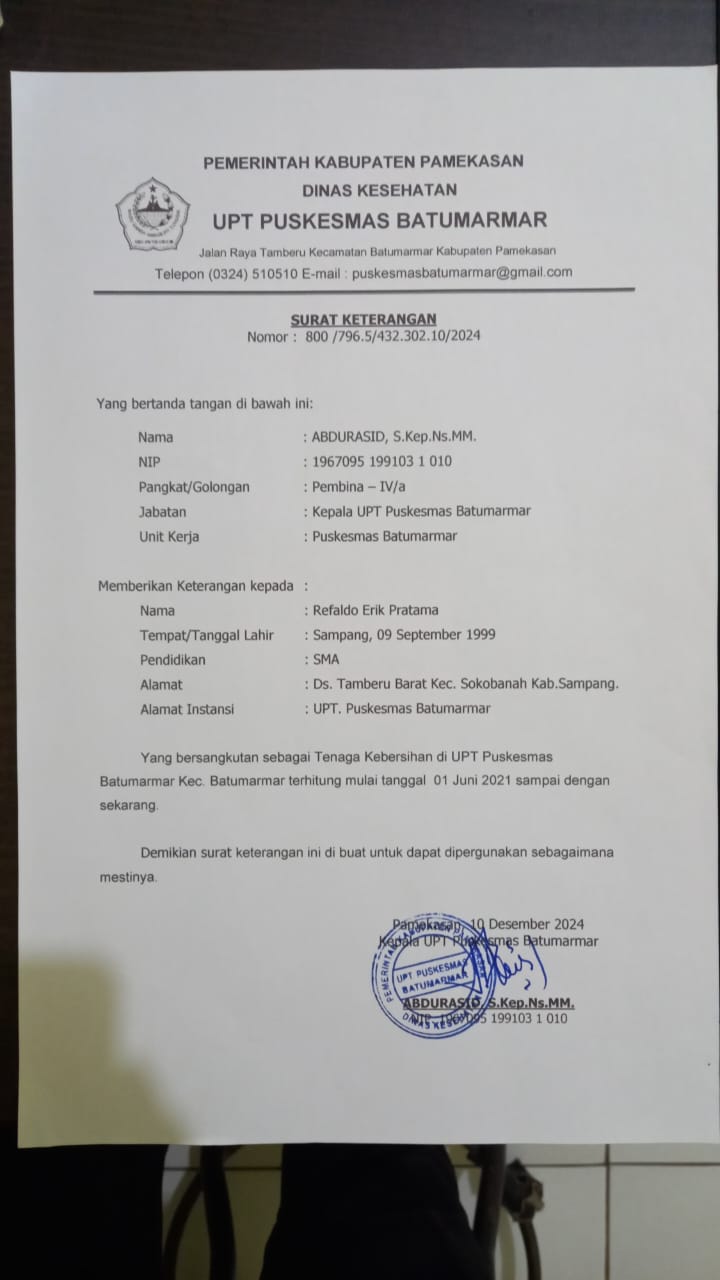 PEMERINTAH KABUPATEN PAMEKASAN
DINAS KESEHATAN
UPT PUSKESMAS BATUMARMAR
Jalan Raya Tamberu Kecamatan Batumarmar Kabupaten Pamekasan
Telepon (0324) 510510 E-mail : puskesmasbatumarmar@gmail.com
SURAT KETERANGAN
Nomor : 800 /796.5/432.302.10/2024
Yang bertanda tangan di bawah ini:
Nama : ABDURASID, S.Kep.Ns.MM.
NIP : 1967095 199103 1 010
Pangkat/Golongan : Pembina – IV/a
Jabatan : Kepala UPT Puskesmas Batumarmar
Unit Kerja : Puskesmas Batumarmar
Memberikan Keterangan kepada :
Nama : Refaldo Erik Pratama
Tempat/Tanggal Lahir : Sampang, 09 September 1999
Pendidikan : SMA
Alamat : Ds. Tamberu Barat Kec. Sokobanah Kab.Sampang.
Alamat Instansi : UPT. Puskesmas Batumarmar
Yang bersangkutan sebagai Tenaga Kebersihan di UPT Puskesmas
Batumarmar Kec. Batumarmar terhitung mulai tanggal 01 Juni 2021 sampai dengan
sekarang.
Demikian surat keterangan ini di buat untuk dapat dipergunakan sebagaimana
mestinya.
Pamekasan, 10 Desember 2024
Kepala UPT Puskesmas Batumarmar
UPT PUSKESMAS
BATUMARMAR
ABDURASID, S.Kep.Ns.MM.
NIP. 1967095 199103 1 010